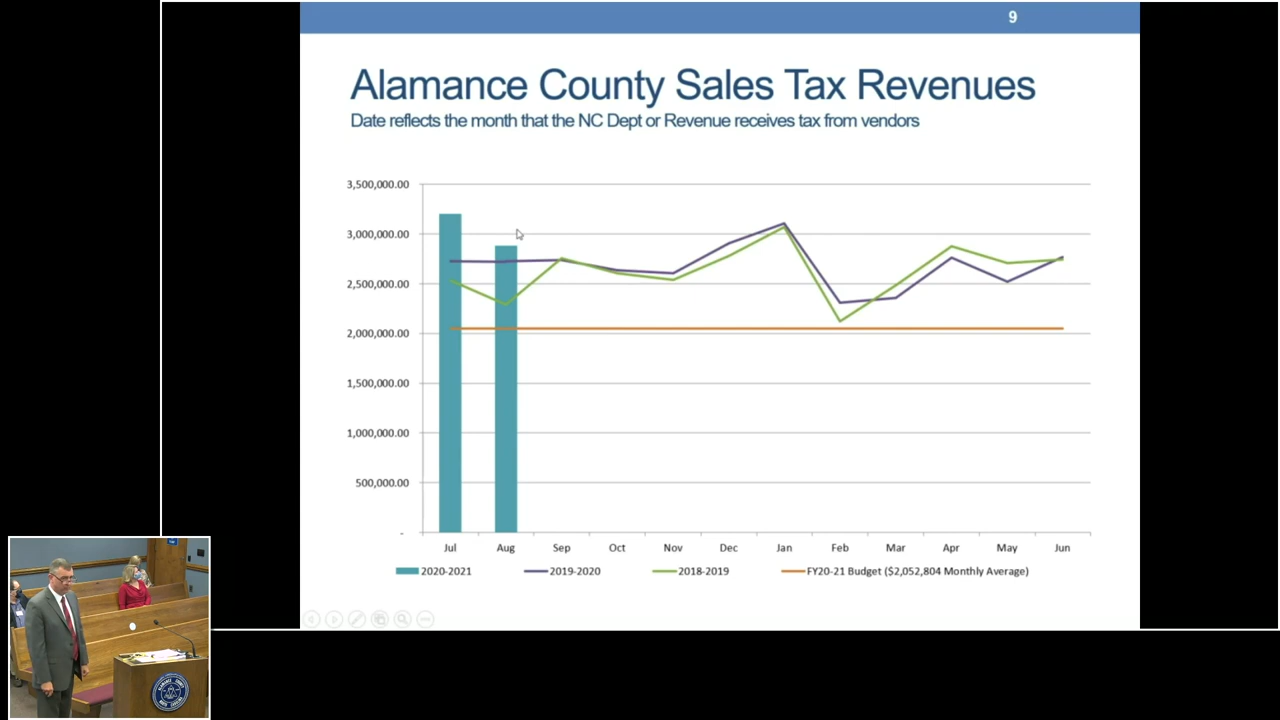 9
Alamance County Sales Tax Revenues
Date reflects the month that the NC Dept or Revenue receives tax from vendors
3,500,000.00
3,000,000.00
2,500,000.00
2,000,000.00
1,500,000.00
1,000,000.00
500,000.00
-
Jul Aug Sep Oct Nov Dec Jan Feb Mar Apr May Jun
2020-2021 2019-2020 2018-2019 FY20-21 Budget ($2,052,804 Monthly Average)